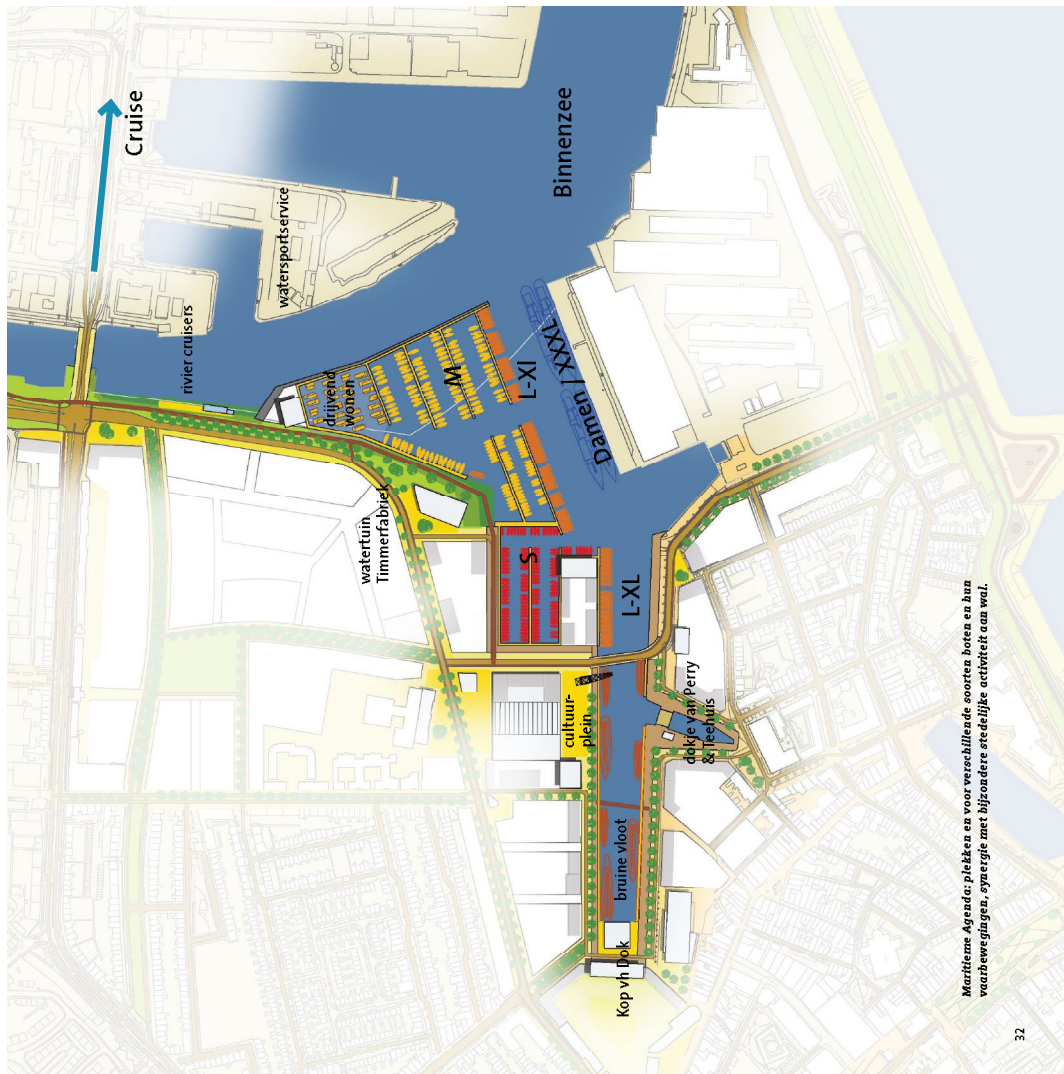 Cruise
rivier cruisers
watersportservice
drijvend
wonen
watertuin
Timmerfabriek
M
L-XI
S
Damen | XXXL
Binnenzee
cultuur-
plein
L-XL
bruine vloot
Kop vh Dok
dokje van Perry
& Teehuis
Maritieme Agenda: plekken en voor verschillende soorten boten en hun
vaarbewegingen, synergie met bijzondere stedelijke activiteit aan wal.
32